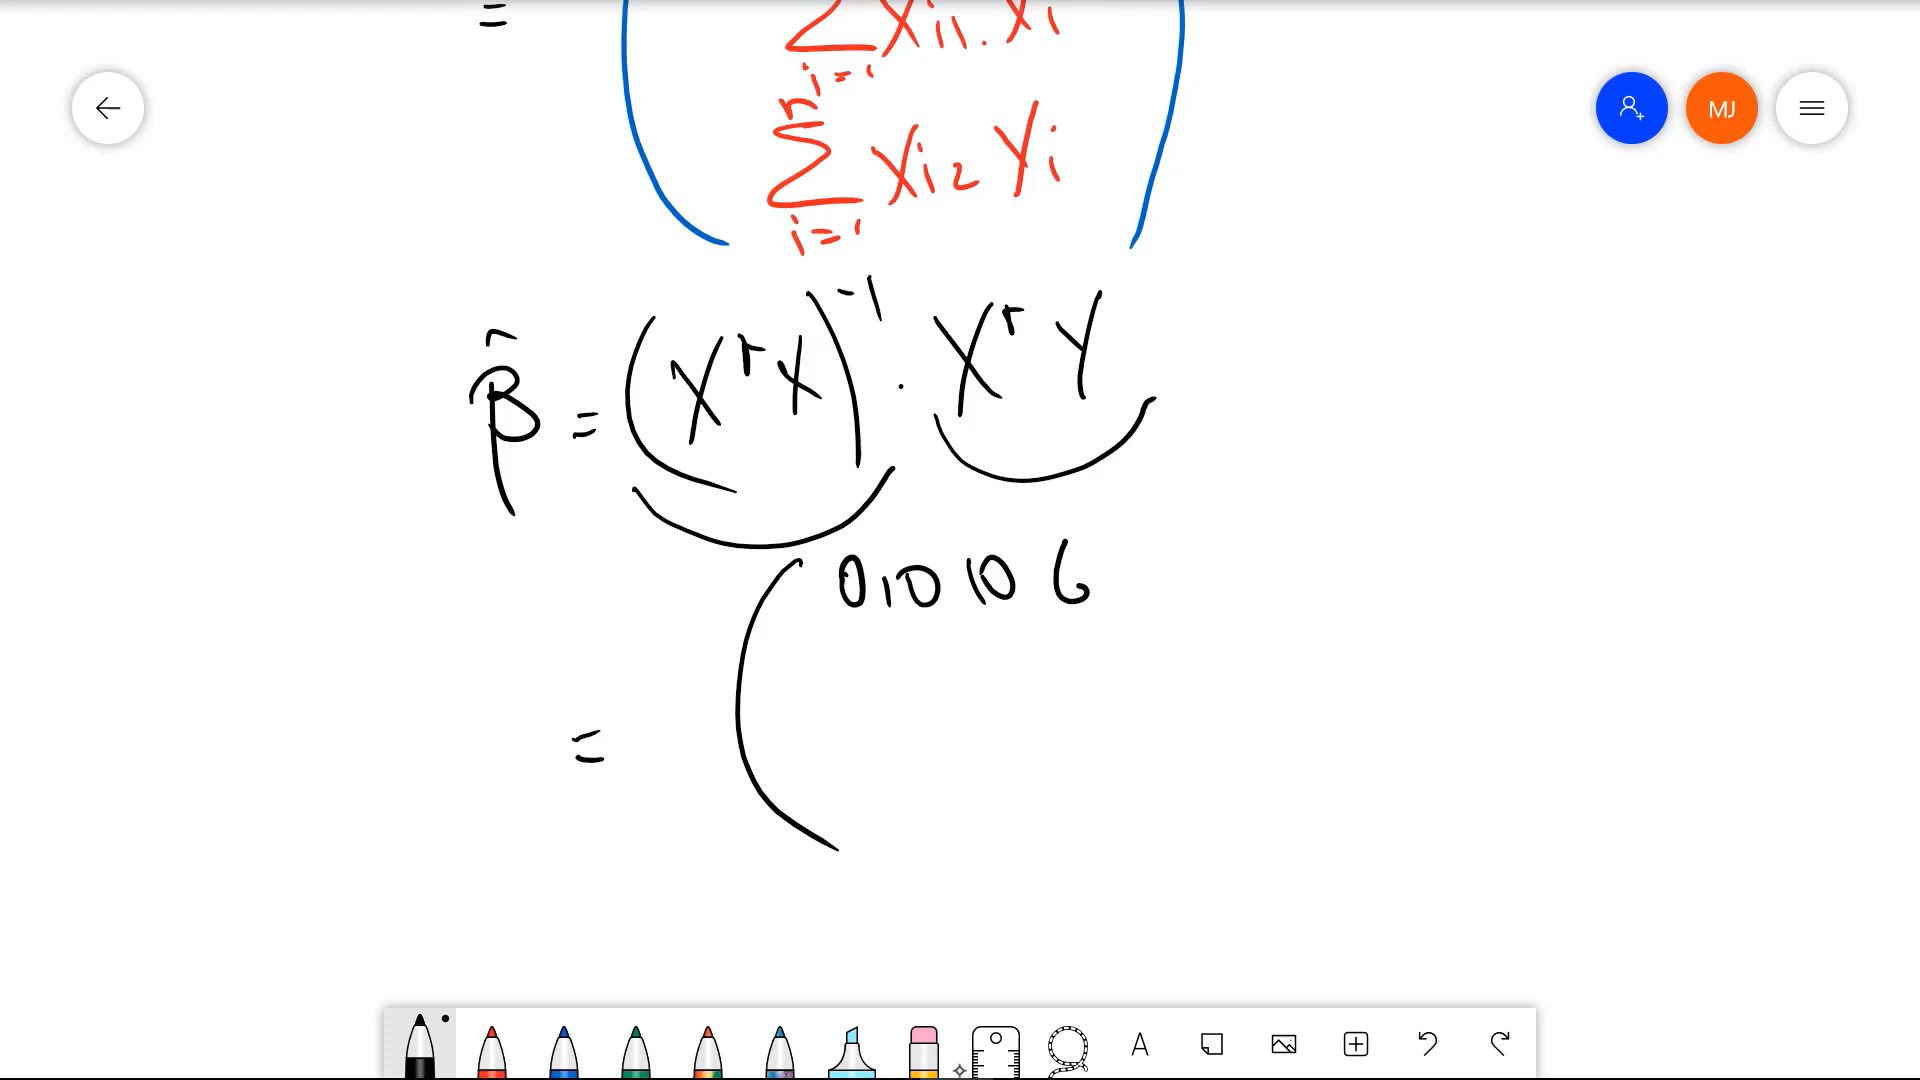 = ∑ Xi1 . Yi
i=1
n
∑ Xi2 Yi
i=1
β̂ = (XᵀX)⁻¹ . XᵀY
= ( 0,10 10 6
MJ
A